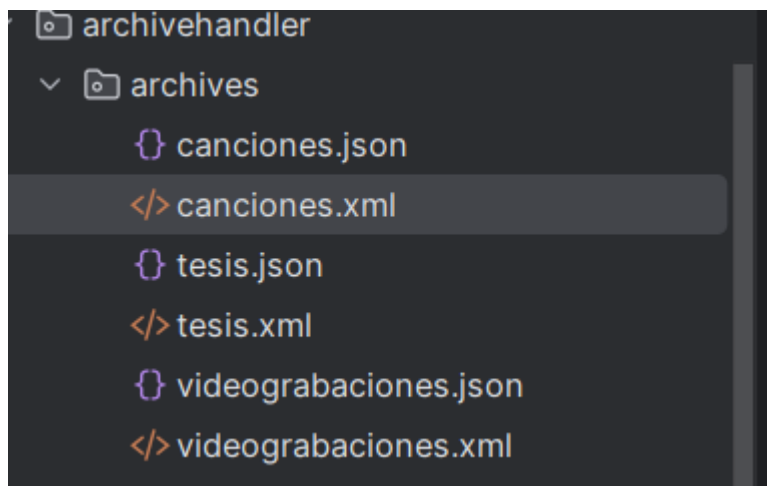 archivehandler
archives
{} canciones.json
</> canciones.xml
{} tesis.json
</> tesis.xml
{} videograbaciones.json
</> videograbaciones.xml